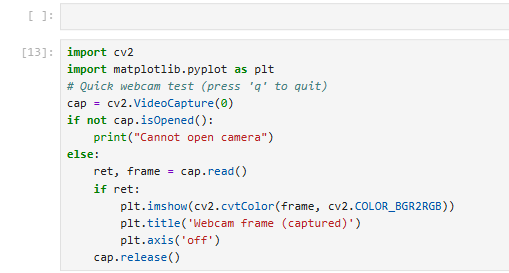 [ ]:
[13]:
import cv2
import matplotlib.pyplot as plt
# Quick webcam test (press 'q' to quit)
cap = cv2.VideoCapture(0)
if not cap.isOpened():
    print("Cannot open camera")
else:
    ret, frame = cap.read()
    if ret:
        plt.imshow(cv2.cvtColor(frame, cv2.COLOR_BGR2RGB))
        plt.title('Webcam frame (captured)')
        plt.axis('off')
    cap.release()